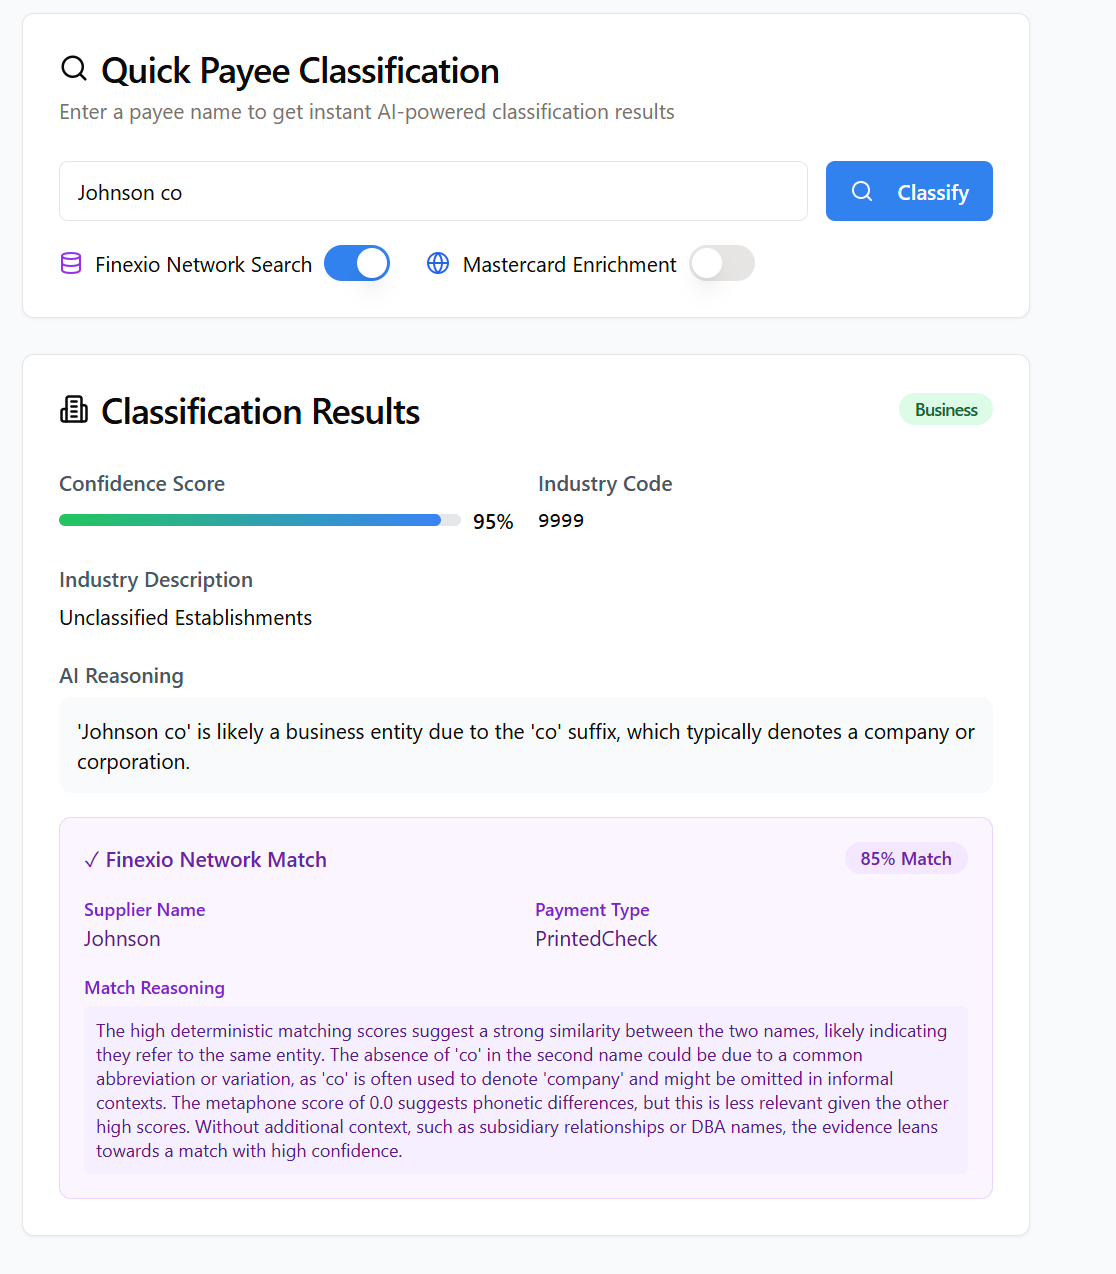 Quick Payee Classification
Enter a payee name to get instant AI-powered classification results
Johnson co
Classify
Finexio Network Search
Mastercard Enrichment
Classification Results
Business
Confidence Score
Industry Code
95%
9999
Industry Description
Unclassified Establishments
AI Reasoning
'Johnson co' is likely a business entity due to the 'co' suffix, which typically denotes a company or
corporation.
✓ Finexio Network Match
85% Match
Supplier Name
Payment Type
Johnson
PrintedCheck
Match Reasoning
The high deterministic matching scores suggest a strong similarity between the two names, likely indicating
they refer to the same entity. The absence of 'co' in the second name could be due to a common
abbreviation or variation, as 'co' is often used to denote 'company' and might be omitted in informal
contexts. The metaphone score of 0.0 suggests phonetic differences, but this is less relevant given the other
high scores. Without additional context, such as subsidiary relationships or DBA names, the evidence leans
towards a match with high confidence.